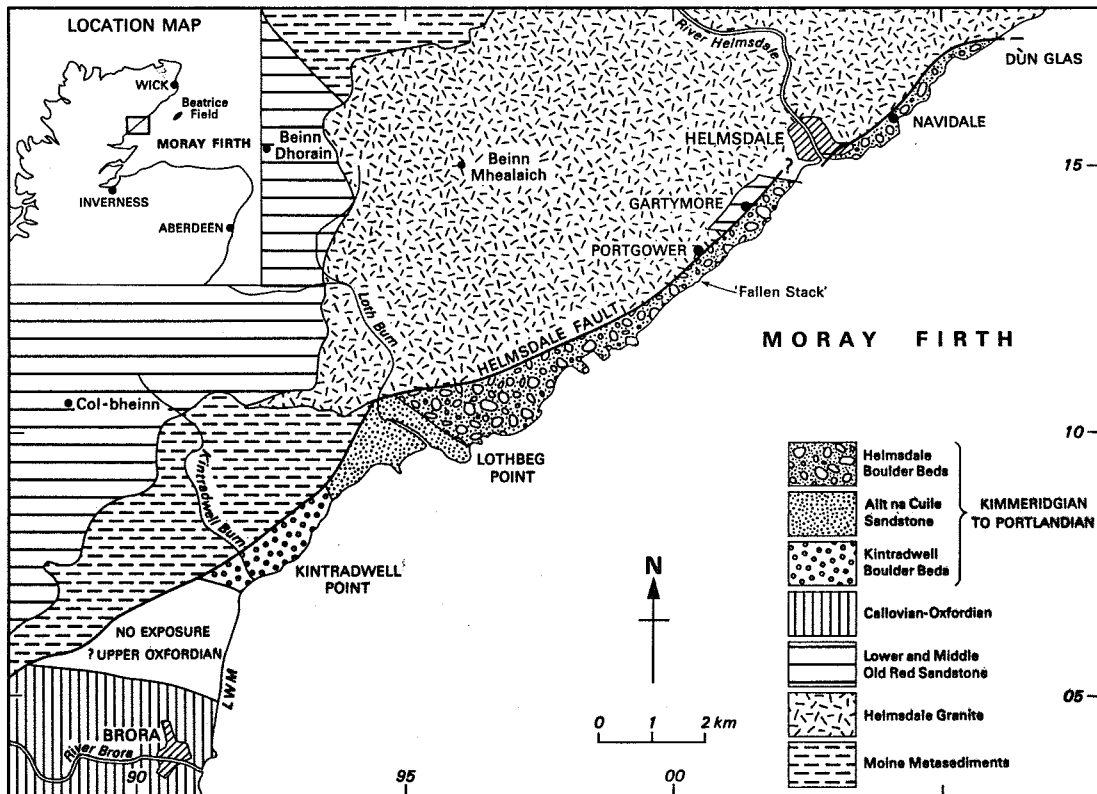 LOCATION MAP
WICK
Beatrice
Field
MORAY FIRTH
INVERNESS
ABERDEEN
Beinn
Dhorain
Beinn
Mhealaich
River Helmsdale
DÙN GLAS
NAVIDALE
HELMSDALE
?
15
GARTYMORE
PORTGOWER
'Fallen Stack'
Loth Burn
HELMSDALE FAULT
MORAY FIRTH
Col-bheinn
10
LOTHBEG
POINT
Kintradwell Burn
KINTRADWELL
POINT
N
NO EXPOSURE
? UPPER OXFORDIAN
LWM
05
BRORA
River Brora
0 1 2 km
90
95
00
Helmsdale
Boulder Beds
Allt na Cuile
Sandstone
Kintradwell
Boulder Beds
KIMMERIDGIAN
TO PORTLANDIAN
Callovian-Oxfordian
Lower and Middle
Old Red Sandstone
Helmsdale Granite
Moine Metasediments